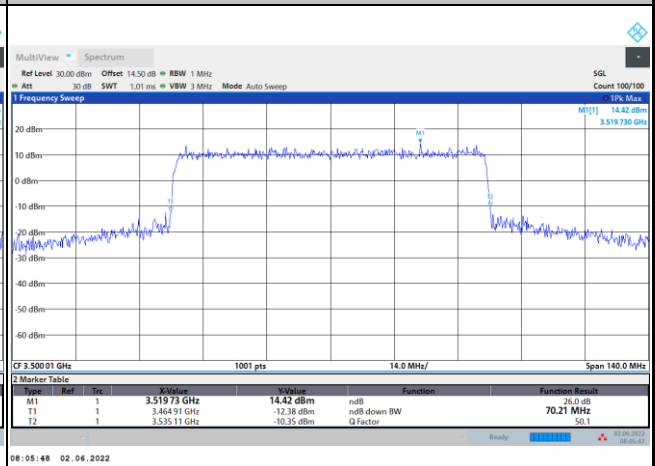 MultiView Spectrum
Ref Level 30.00 dBm Offset 14.50 dB RBW 1 MHz SGL
Att 30 dB SWT 1.01 ms VBW 3 MHz Mode Auto Sweep Count 100/100
1 Frequency Sweep 1Pk Max
M1[1] 14.42 dBm
3.519 730 GHz
20 dBm
M1
10 dBm
0 dBm
-10 dBm
T1 T2
-20 dBm
-30 dBm
-40 dBm
-50 dBm
-60 dBm
CF 3.500 01 GHz 1001 pts 14.0 MHz/ Span 140.0 MHz
2 Marker Table
Type Ref Trc X-Value Y-Value Function Function Result
M1 1 3.519 73 GHz 14.42 dBm ndB 26.0 dB
T1 1 3.464 91 GHz -12.38 dBm ndB down BW 70.21 MHz
T2 1 3.535 11 GHz -10.35 dBm Q Factor 50.1
Ready 02.06.2022
08:05:47
08:05:48 02.06.2022